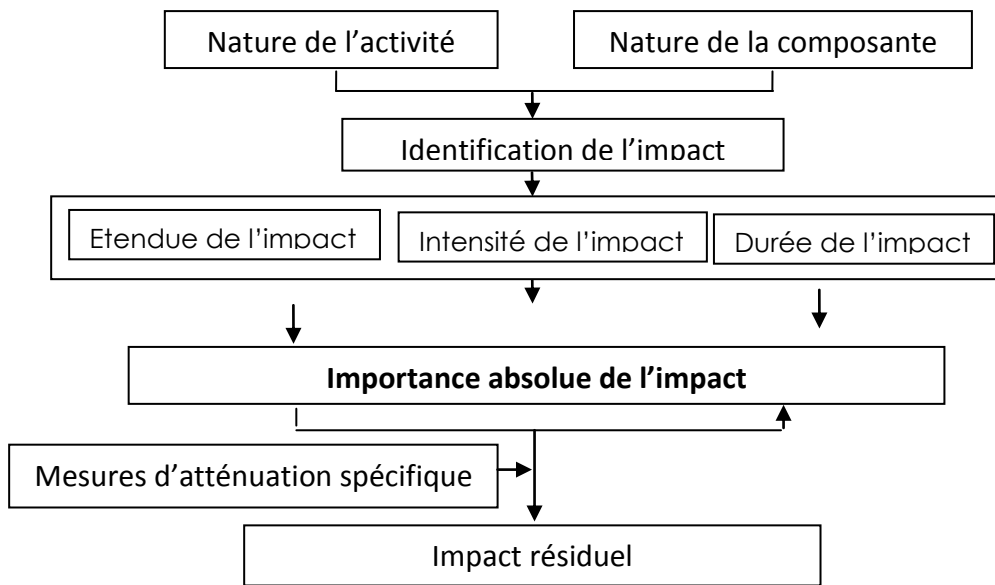 Nature de l’activité
Nature de la composante
Identification de l’impact
Etendue de l’impact
Intensité de l’impact
Durée de l’impact
Importance absolue de l’impact
Mesures d’atténuation spécifique
Impact résiduel